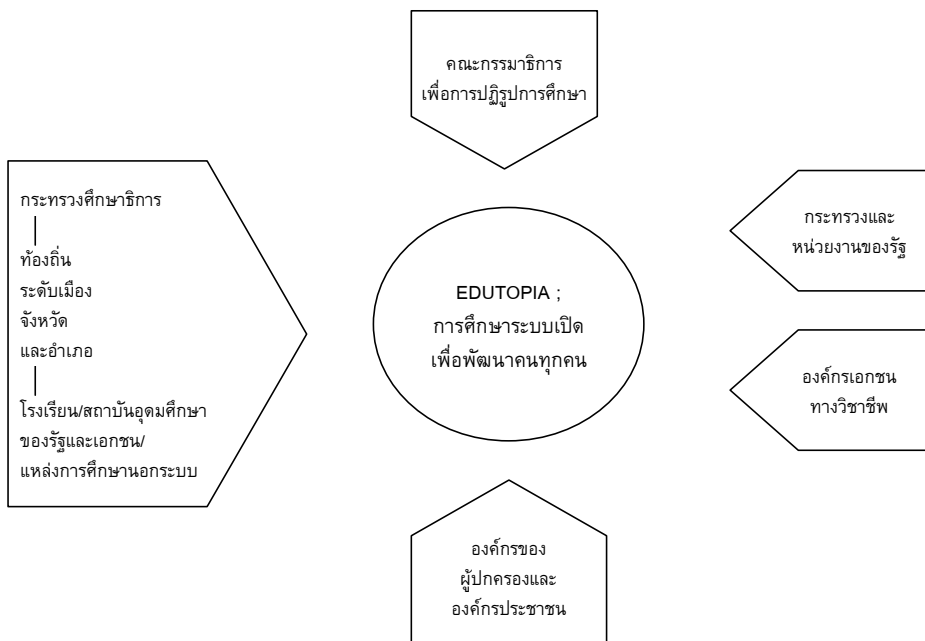 คณะกรรมาธิการ
เพื่อการปฏิรูปการศึกษา
กระทรวงศึกษาธิการ
ท้องถิ่น
ระดับเมือง
จังหวัด
และอำเภอ
โรงเรียน/สถาบันอุดมศึกษา
ของรัฐและเอกชน/
แหล่งการศึกษานอกระบบ
EDUTOPIA ;
การศึกษาระบบเปิด
เพื่อพัฒนาคนทุกคน
กระทรวงและ
หน่วยงานของรัฐ
องค์กรเอกชน
ทางวิชาชีพ
องค์กรของ
ผู้ปกครองและ
องค์กรประชาชน